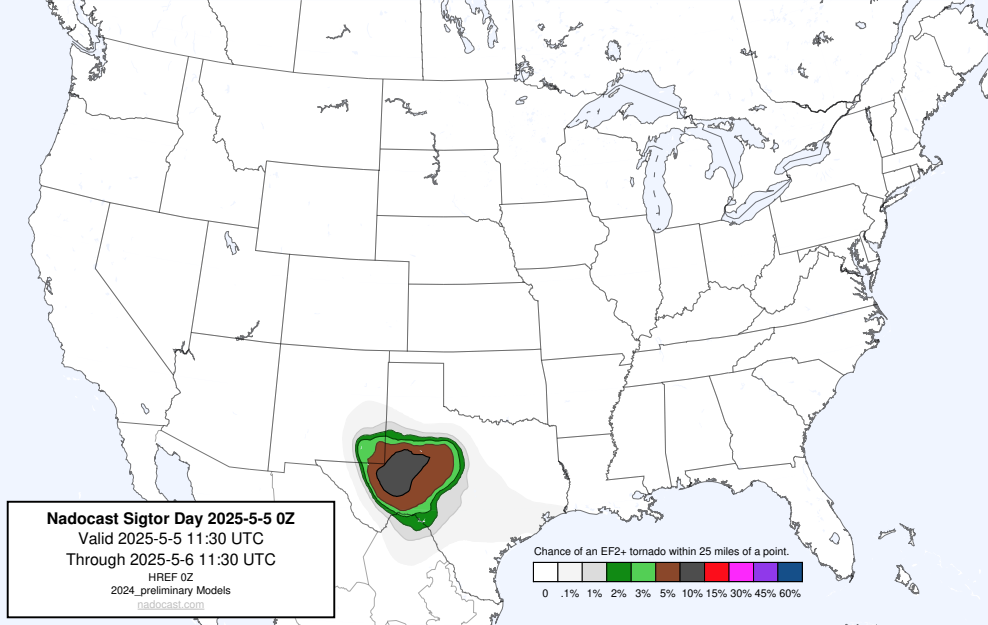 Nadocast Sigtor Day 2025-5-5 0Z
Valid 2025-5-5 11:30 UTC
Through 2025-5-6 11:30 UTC
HREF 0Z
2024_preliminary Models
nadocast.com
Chance of an EF2+ tornado within 25 miles of a point.
0 .1% 1% 2% 3% 5% 10% 15% 30% 45% 60%